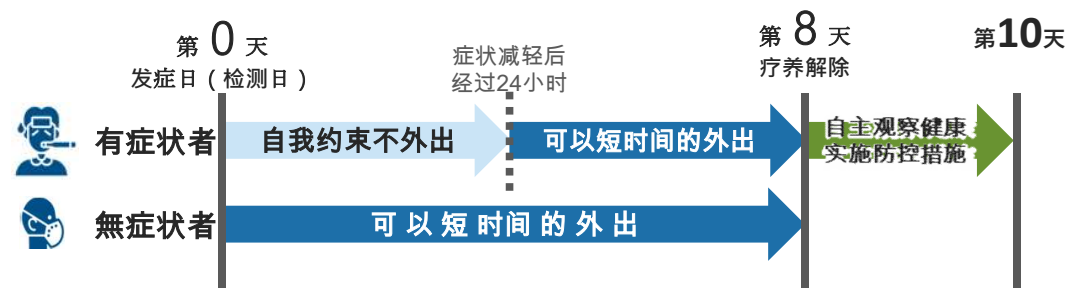 第 0 天
发症日（检测日）
症状减轻后
经过24小时
第 8 天
疗养解除
第10天
有症状者
自我约束不外出
可以短时间的外出
自主观察健康
实施防控措施
無症状者
可以短时间的外出